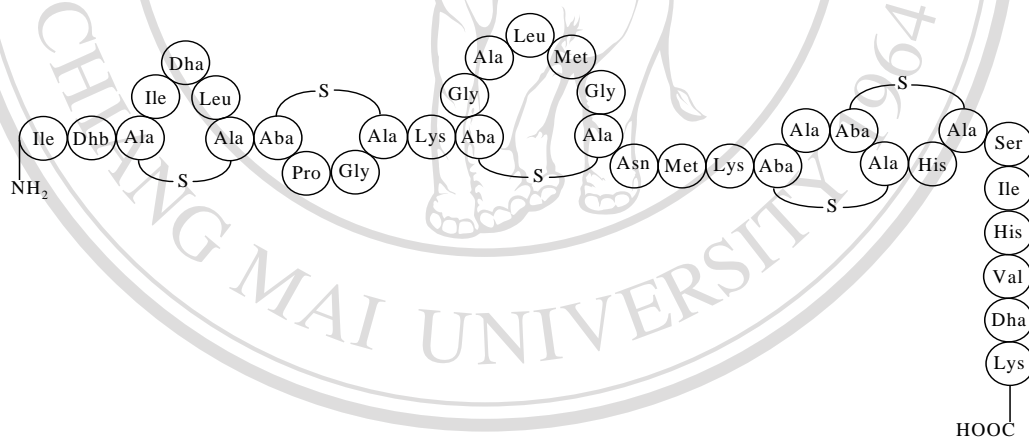 NH2
Ile Dhb Ala Ile Dha Leu Ala S Aba Pro Gly Ala S Lys Aba Gly Ala Leu Met Gly Ala S Asn Met Lys Aba Ala Aba Ala S His Ala S Ser
Ile
His
Val
Dha
Lys
HOOC
CHIANG MAI UNIVERSITY 1964